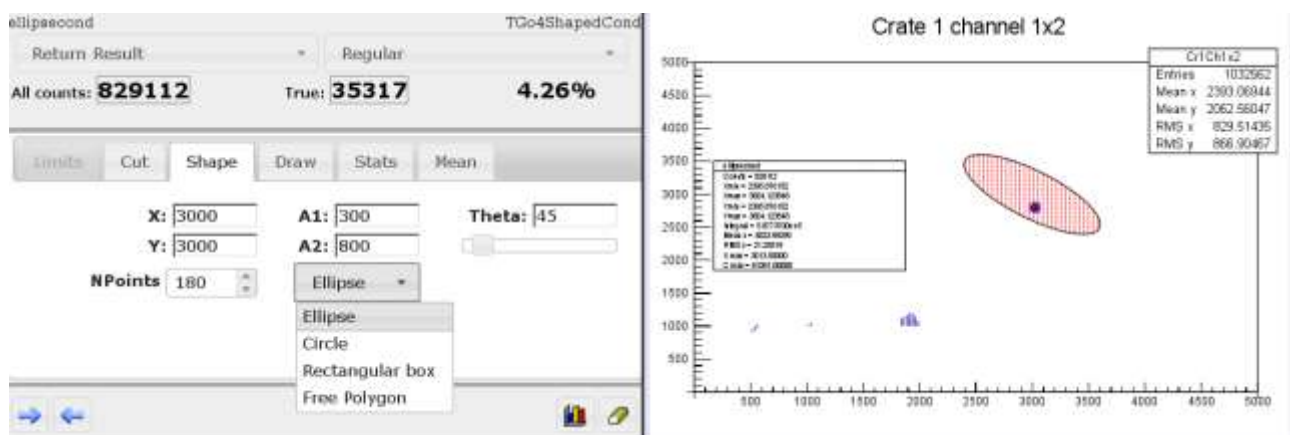 ellipsecond TGo4ShapedCond
Return Result Regular
All counts: 829112 True: 35317 4.26%
Limits Cut Shape Draw Stats Mean
X: 3000 A1: 300 Theta: 45
Y: 3000 A2: 800
NPoints 180 Ellipse
Ellipse
Circle
Rectangular box
Free Polygon
Crate 1 channel 1x2
Cr1Ch1x2
Entries 1032962
Mean x 2393.06944
Mean y 2062.56047
RMS x 829.51435
RMS y 866.90467
5000
4500
4000
3500
3000
2500
2000
1500
1000
500
500 1000 1500 2000 2500 3000 3500 4000 4500 5000